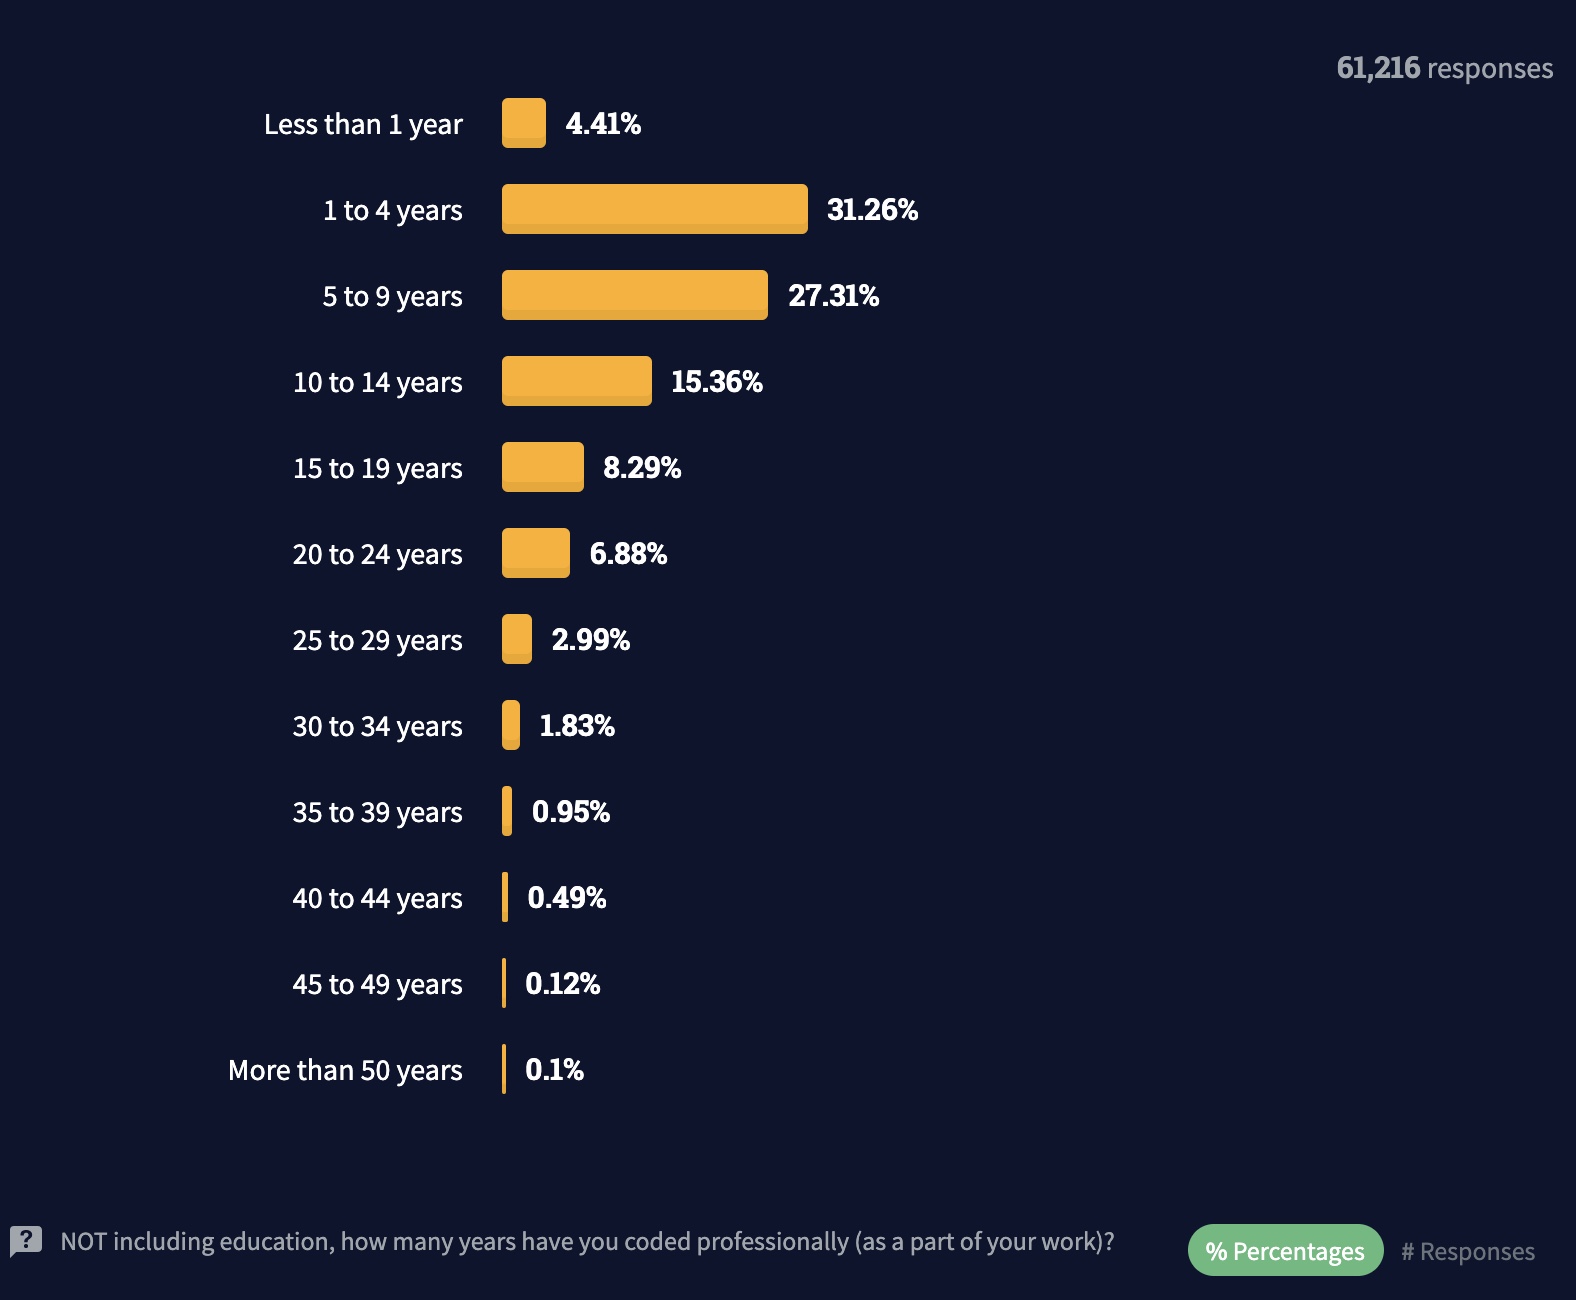 61,216 responses
Less than 1 year 4.41%
1 to 4 years 31.26%
5 to 9 years 27.31%
10 to 14 years 15.36%
15 to 19 years 8.29%
20 to 24 years 6.88%
25 to 29 years 2.99%
30 to 34 years 1.83%
35 to 39 years 0.95%
40 to 44 years 0.49%
45 to 49 years 0.12%
More than 50 years 0.1%
? NOT including education, how many years have you coded professionally (as a part of your work)? % Percentages # Responses